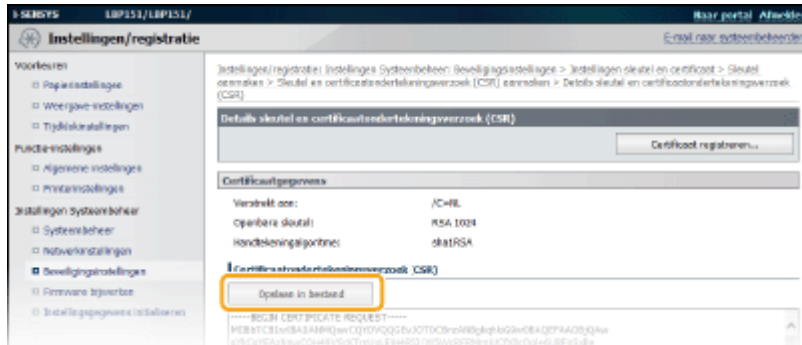 i-SENSYS LBP151/LBP151/ Naar portal Afmelde
Instellingen/registratie E-mail naar systeembeheerder
Voorkeuren
Papierinstellingen
Weergave-instellingen
Tijdklokinstellingen
Functie-instellingen
Algemene instellingen
Printerinstellingen
Instellingen Systeembeheer
Systeembeheer
Netwerkinstellingen
Beveiligingsinstellingen
Firmware bijwerken
Instellingsgegevens initialiseren
Instellingen/registratie: Instellingen Systeembeheer: Beveiligingsinstellingen > Instellingen sleutel en certificaat > Sleutel
aanmaken > Sleutel en certificaatondertekeningsverzoek (CSR) aanmaken > Details sleutel en certificaatondertekeningsverzoek
(CSR)
Details sleutel en certificaatondertekeningsverzoek (CSR)
Certificaat registreren...
Certificaatgegevens
Verstrekt aan: /C=NL
Openbare sleutel: RSA 1024
Handtekeningalgoritme: sha1RSA
Certificaatondertekeningsverzoek (CSR)
Opslaan in bestand
-----BEGIN CERTIFICATE REQUEST-----